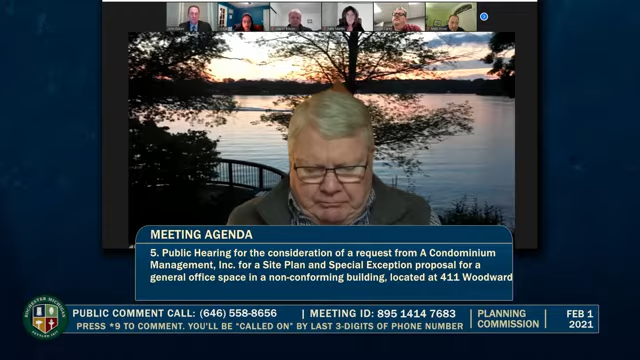 MEETING AGENDA
5. Public Hearing for the consideration of a request from A Condominium
Management, Inc. for a Site Plan and Special Exception proposal for a
general office space in a non-conforming building, located at 411 Woodward
ROCHESTER MICHIGAN
PUBLIC COMMENT CALL: (646) 558-8656 | MEETING ID: 895 1414 7683
PRESS *9 TO COMMENT. YOU'LL BE "CALLED ON" BY LAST 3-DIGITS OF PHONE NUMBER
PLANNING
COMMISSION
FEB 1
2021